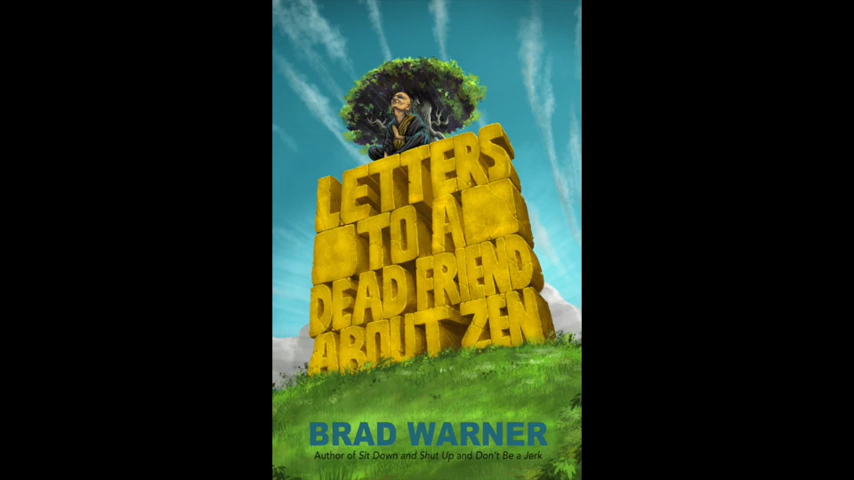 LETTERS
TO A
DEAD FRIEND
ABOUT ZEN
BRAD WARNER
Author of Sit Down and Shut Up and Don't Be a Jerk